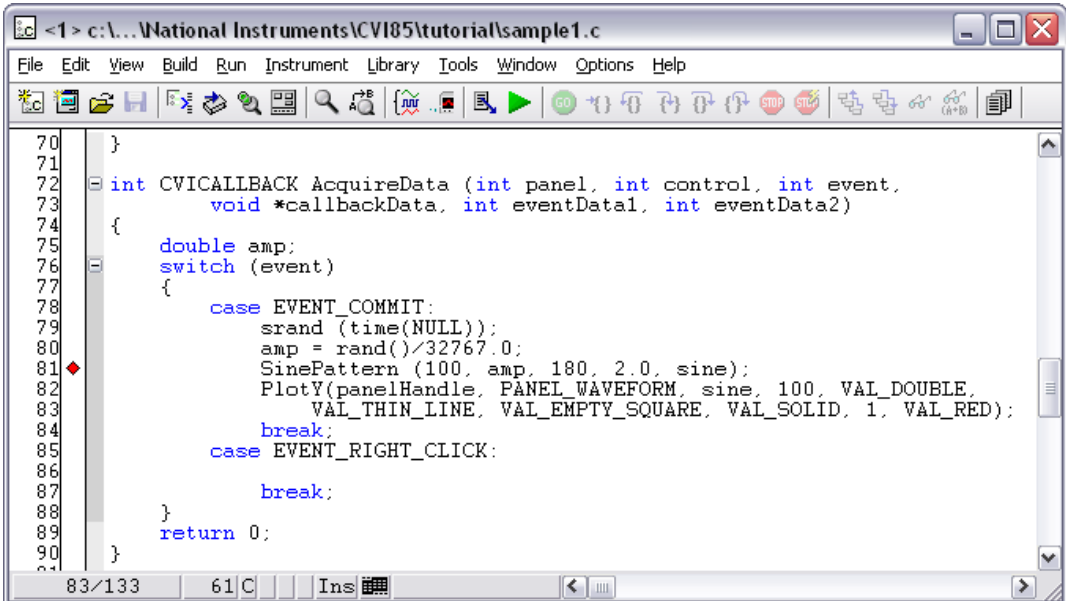 <1> c:\...\National Instruments\CVI85\tutorial\sample1.c
File Edit View Build Run Instrument Library Tools Window Options Help
GO STOP STOP (A+B)
70 }
71
72 int CVICALLBACK AcquireData (int panel, int control, int event,
73 void *callbackData, int eventData1, int eventData2)
74 {
75 double amp;
76 switch (event)
77 {
78 case EVENT_COMMIT:
79 srand (time(NULL));
80 amp = rand()/32767.0;
81 SinePattern (100, amp, 180, 2.0, sine);
82 PlotY(panelHandle, PANEL_WAVEFORM, sine, 100, VAL_DOUBLE,
83 VAL_THIN_LINE, VAL_EMPTY_SQUARE, VAL_SOLID, 1, VAL_RED);
84 break;
85 case EVENT_RIGHT_CLICK:
86
87 break;
88 }
89 return 0;
90 }
83/133 61 C Ins